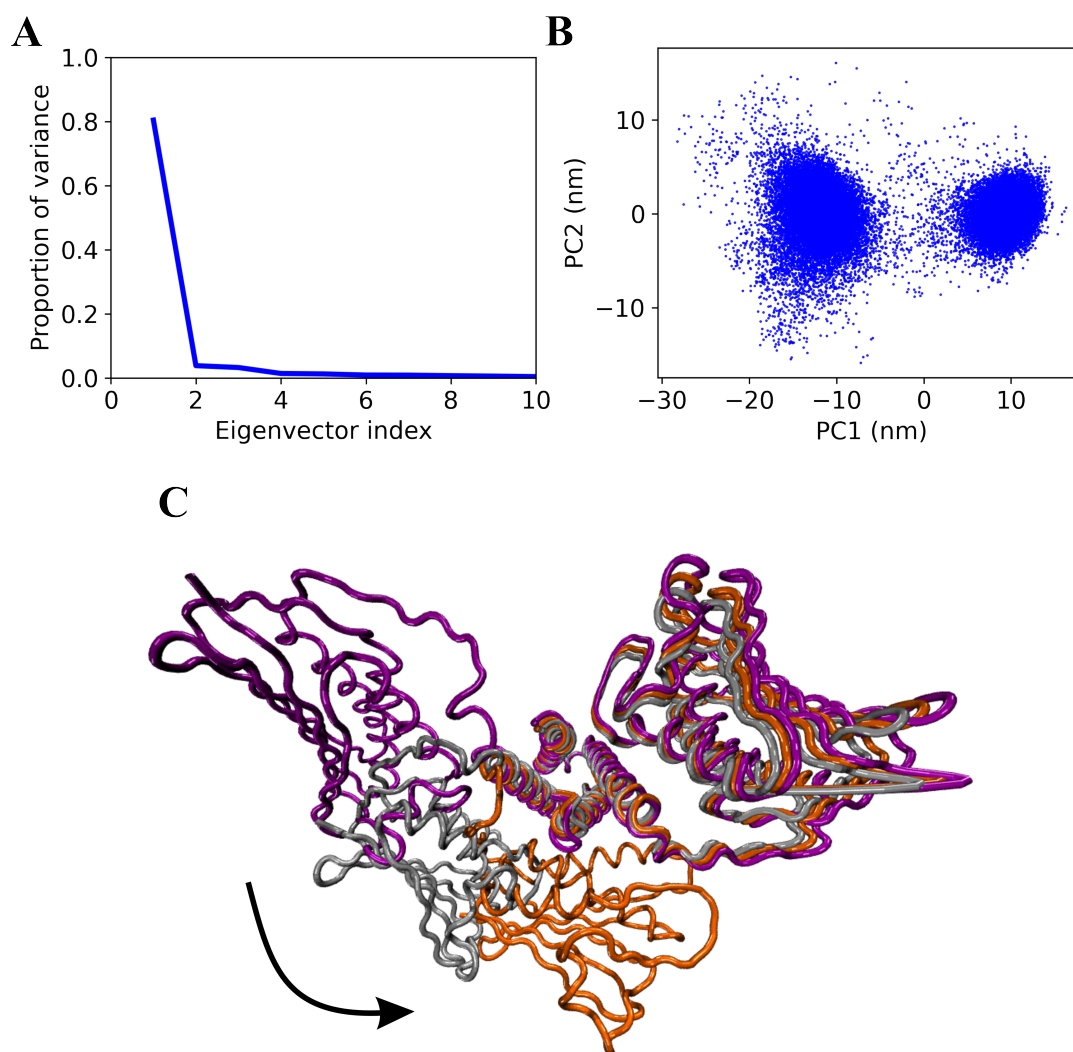 A
B
1.0
0.8
0.6
0.4
0.2
0.0
0
2
4
6
8
10
Proportion of variance
Eigenvector index
10
0
−10
−30
−20
−10
0
10
PC2 (nm)
PC1 (nm)
C